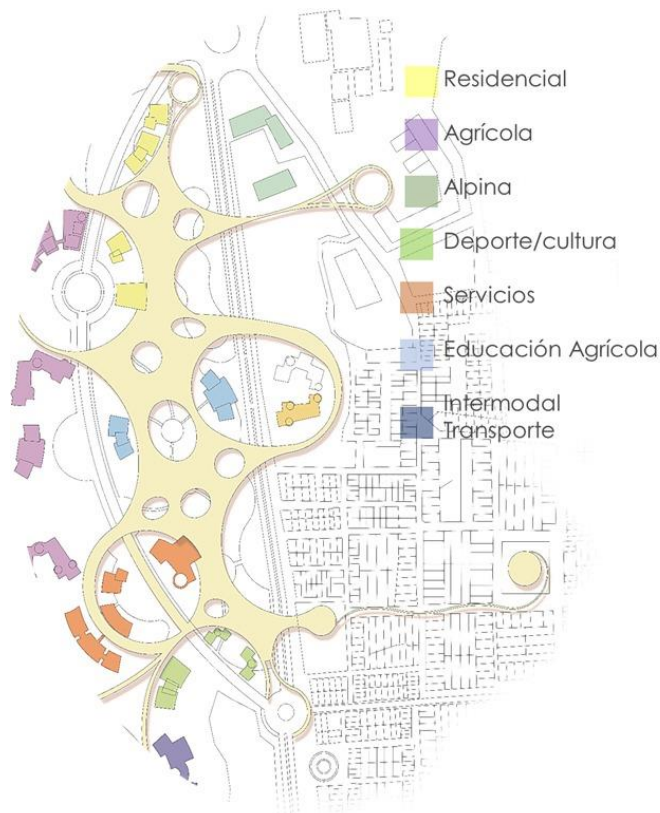 Residencial
Agrícola
Alpina
Deporte/cultura
Servicios
Educación Agrícola
Intermodal
Transporte